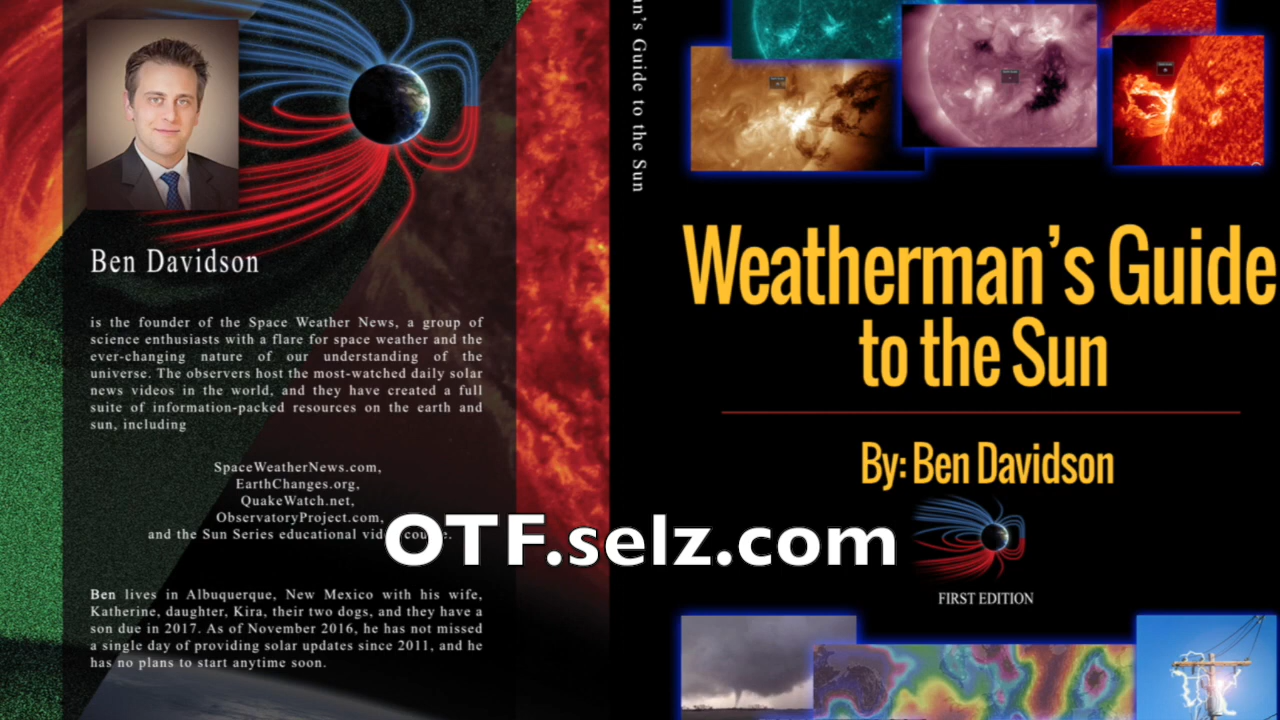 Ben Davidson
is the founder of the Space Weather News, a group of
science enthusiasts with a flare for space weather and the
ever-changing nature of our understanding of the
universe. The observers host the most-watched daily solar
news videos in the world, and they have created a full
suite of information-packed resources on the earth and
sun, including
SpaceWeatherNews.com,
EarthChanges.org,
QuakeWatch.net,
ObservatoryProject.com,
and the Sun Series educational video course.
Ben lives in Albuquerque, New Mexico with his wife,
Katherine, daughter, Kira, their two dogs, and they have a
son due in 2017. As of November 2016, he has not missed
a single day of providing solar updates since 2011, and he
has no plans to start anytime soon.
an's Guide to the Sun
Weatherman's Guide
to the Sun
By: Ben Davidson
FIRST EDITION
OTF.selz.com